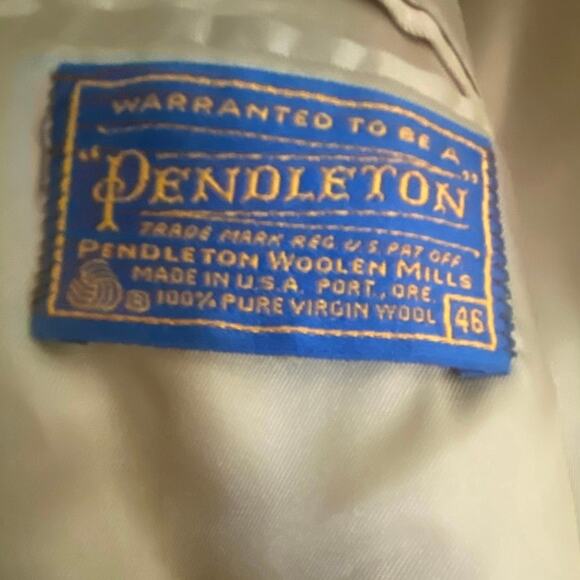 WARRANTED TO BE A
"PENDLETON"
TRADE MARK REG. U.S. PAT OFF.
PENDLETON WOOLEN MILLS
MADE IN U.S.A. PORT., ORE.
R 100% PURE VIRGIN WOOL 46